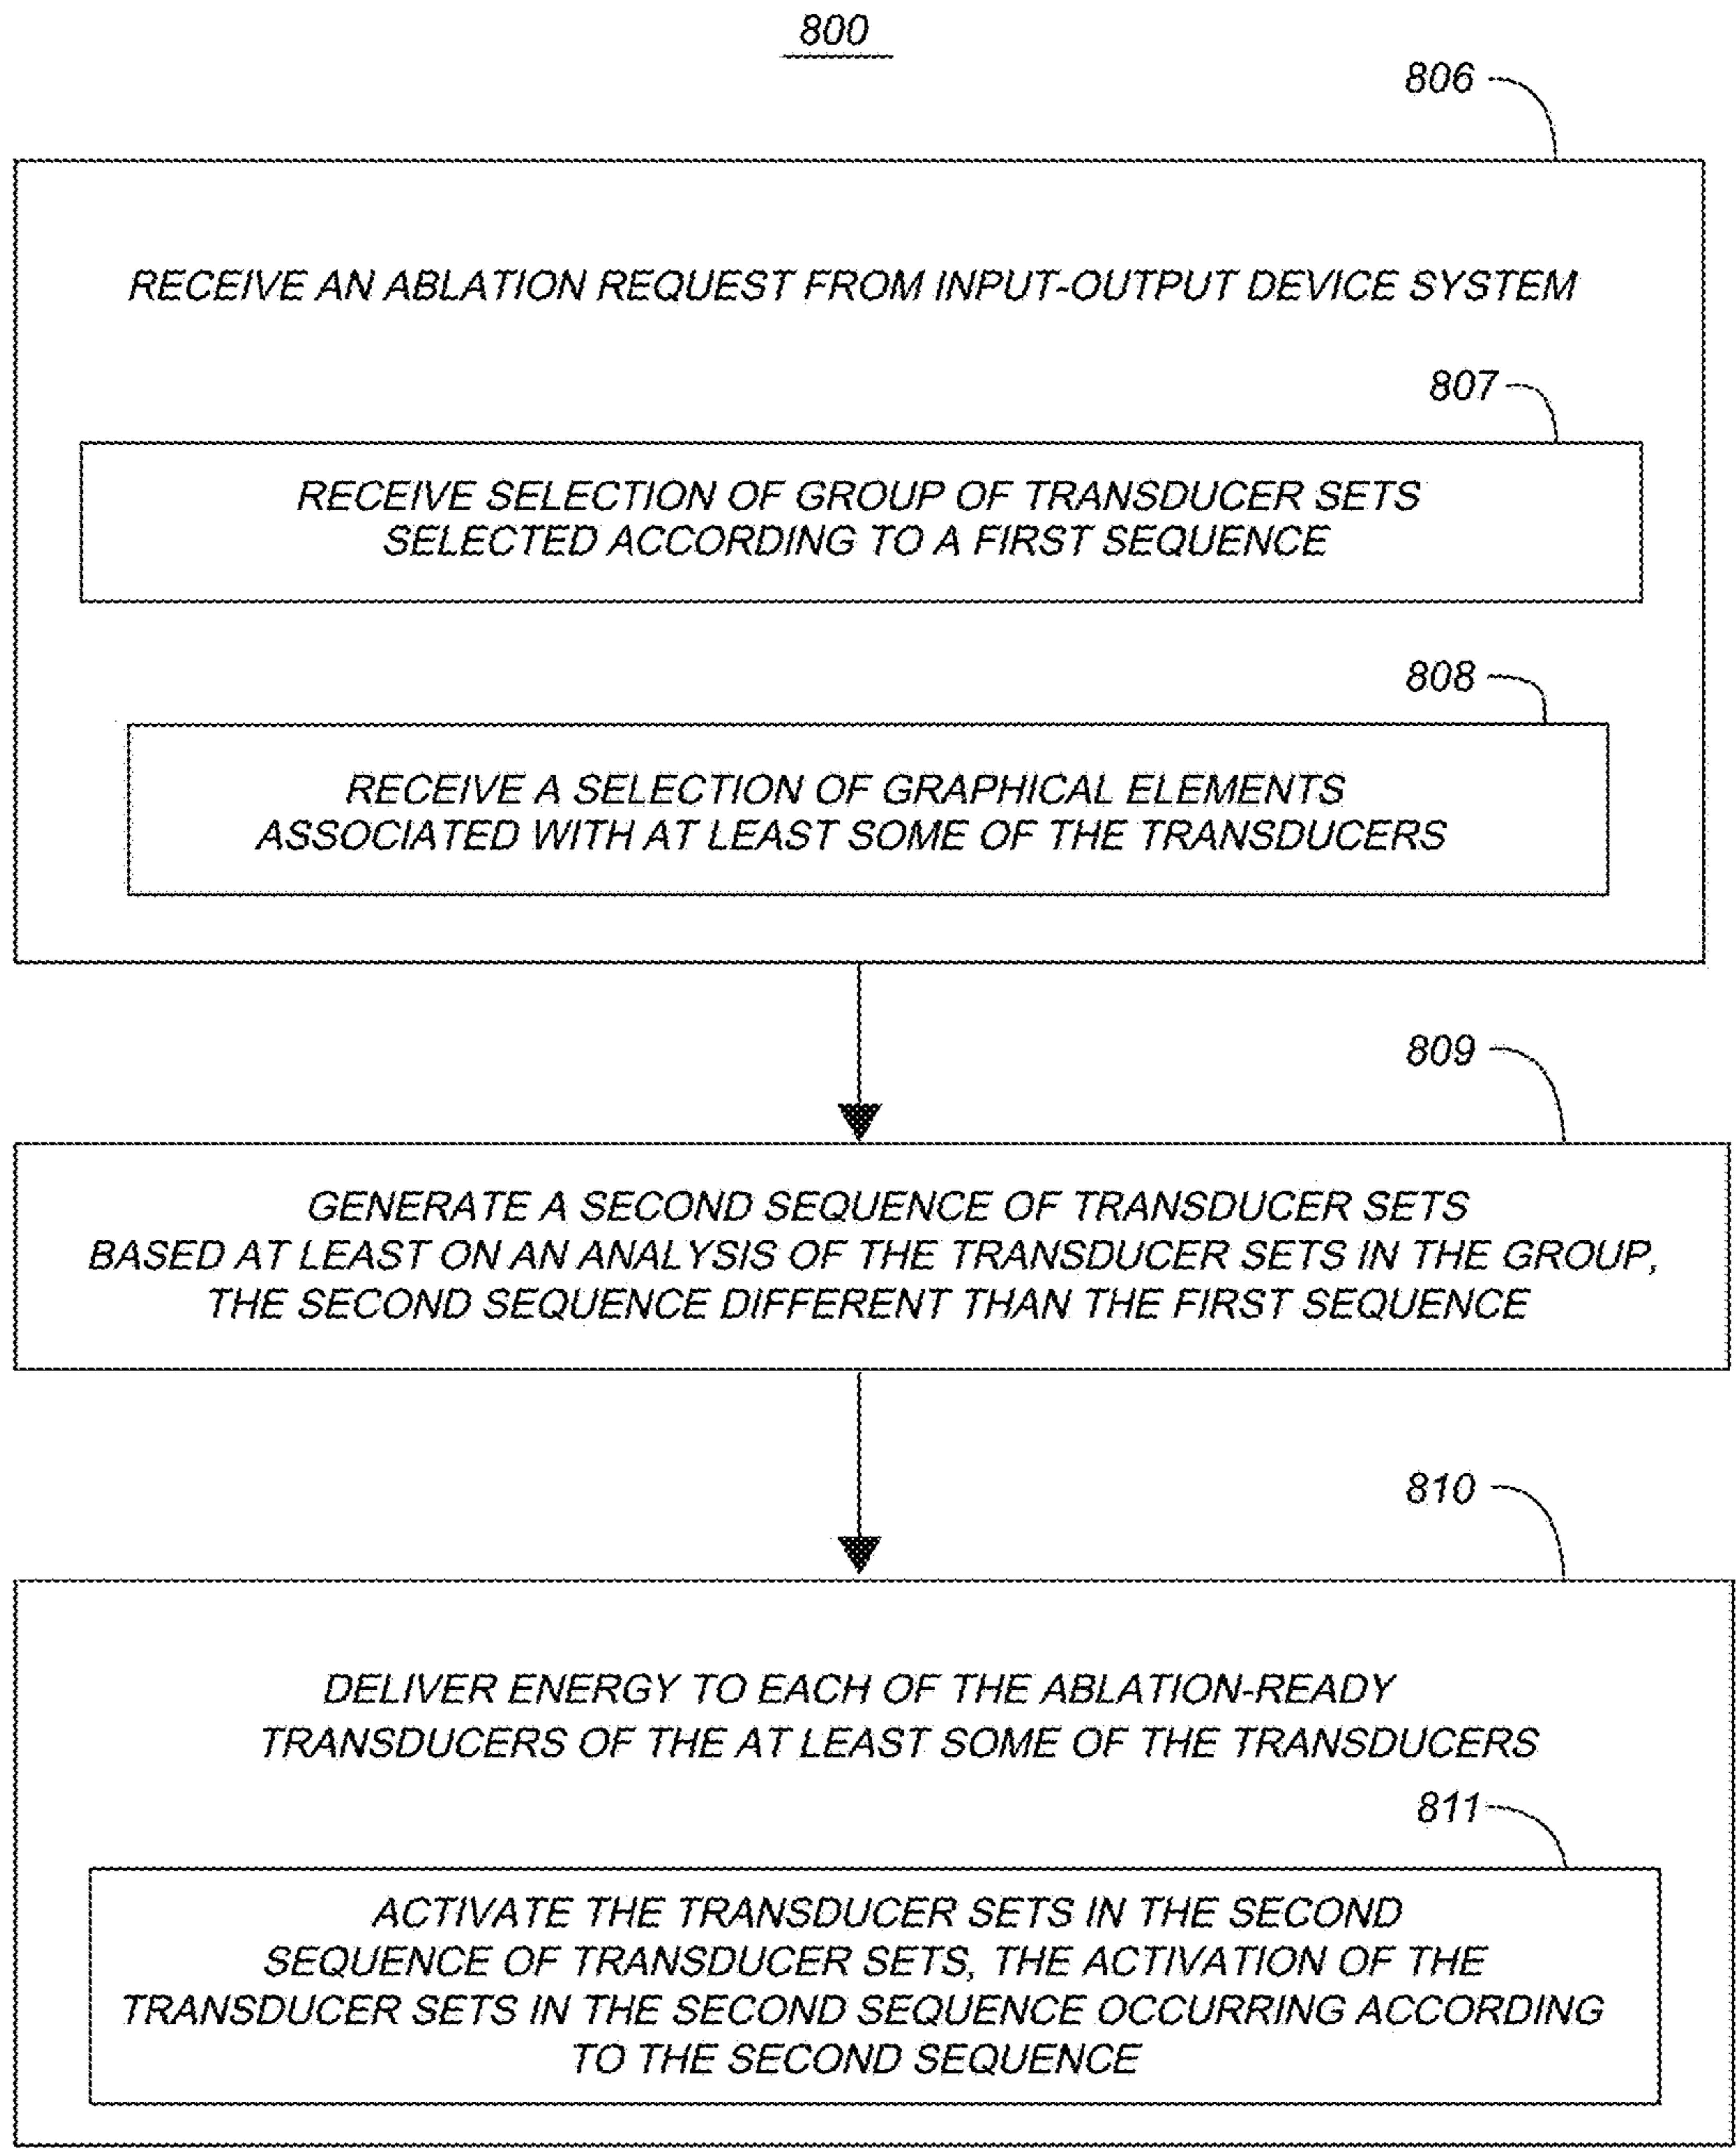 800
806
RECEIVE AN ABLATION REQUEST FROM INPUT-OUTPUT DEVICE SYSTEM
807
RECEIVE SELECTION OF GROUP OF TRANSDUCER SETS
SELECTED ACCORDING TO A FIRST SEQUENCE
808
RECEIVE A SELECTION OF GRAPHICAL ELEMENTS
ASSOCIATED WITH AT LEAST SOME OF THE TRANSDUCERS
809
GENERATE A SECOND SEQUENCE OF TRANSDUCER SETS
BASED AT LEAST ON AN ANALYSIS OF THE TRANSDUCER SETS IN THE GROUP,
THE SECOND SEQUENCE DIFFERENT THAN THE FIRST SEQUENCE
810
DELIVER ENERGY TO EACH OF THE ABLATION-READY
TRANSDUCERS OF THE AT LEAST SOME OF THE TRANSDUCERS
811
ACTIVATE THE TRANSDUCER SETS IN THE SECOND
SEQUENCE OF TRANSDUCER SETS, THE ACTIVATION OF THE
TRANSDUCER SETS IN THE SECOND SEQUENCE OCCURRING ACCORDING
TO THE SECOND SEQUENCE